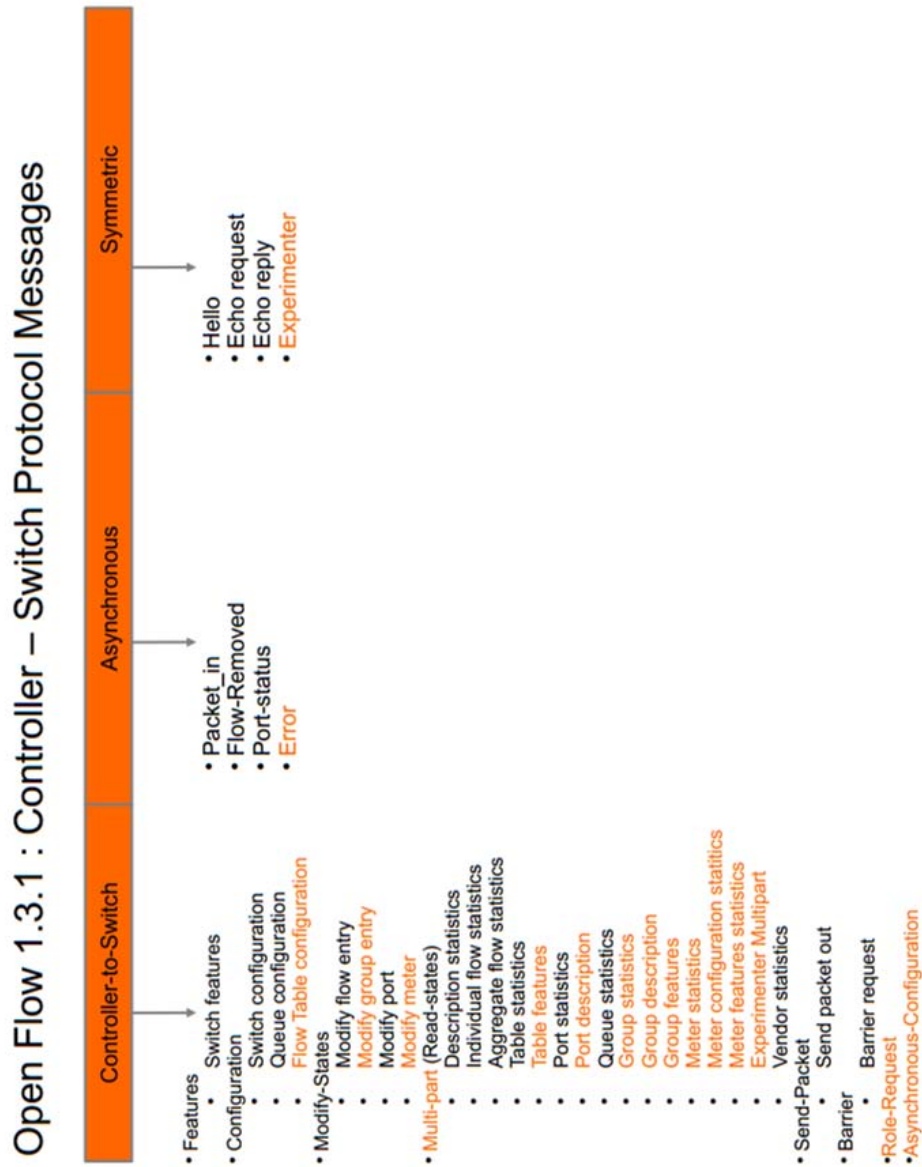 Open Flow 1.3.1 : Controller – Switch Protocol Messages
Controller-to-Switch
Asynchronous
Symmetric
• Features
• Switch features
• Configuration
• Switch configuration
• Queue configuration
• Flow Table configuration
• Modify-States
• Modify flow entry
• Modify group entry
• Modify port
• Modify meter
• Multi-part (Read-states)
• Description statistics
• Individual flow statistics
• Aggregate flow statistics
• Table statistics
• Table features
• Port statistics
• Port description
• Queue statistics
• Group statistics
• Group description
• Group features
• Meter statistics
• Meter configuration statitics
• Meter features statistics
• Experimenter Multipart
• Vendor statistics
• Send-Packet
• Send packet out
• Barrier
• Barrier request
•Role-Request
•Asynchronous-Configuration
• Packet_in
• Flow-Removed
• Port-status
• Error
• Hello
• Echo request
• Echo reply
• Experimenter